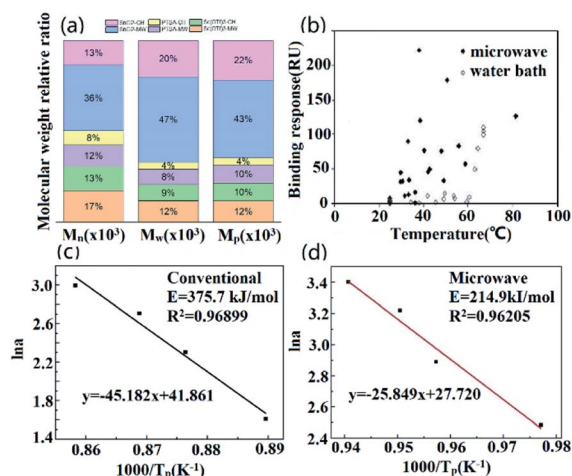 (a)
Molecular weight relative ratio
13%
36%
8%
12%
13%
17%
20%
47%
4%
8%
9%
12%
22%
43%
4%
10%
10%
12%
Mn(x10³) Mw(x10³) Mp(x10³)
(b)
Binding response(RU)
200
150
100
50
0
microwave
water bath
0 20 40 60 80 100
Temperature(℃)
(c)
lna
3.0
2.6
2.2
1.8
1.4
Conventional
E=375.7 kJ/mol
R²=0.96899
y=-45.182x+41.861
0.86 0.87 0.88 0.89
1000/Tp(K⁻¹)
(d)
lna
3.4
3.2
3.0
2.8
2.6
2.4
Microwave
E=214.9kI/mol
R²=0.96205
y=-25.849x+27.720
0.94 0.95 0.96 0.97 0.98
1000/Tp(K⁻¹)